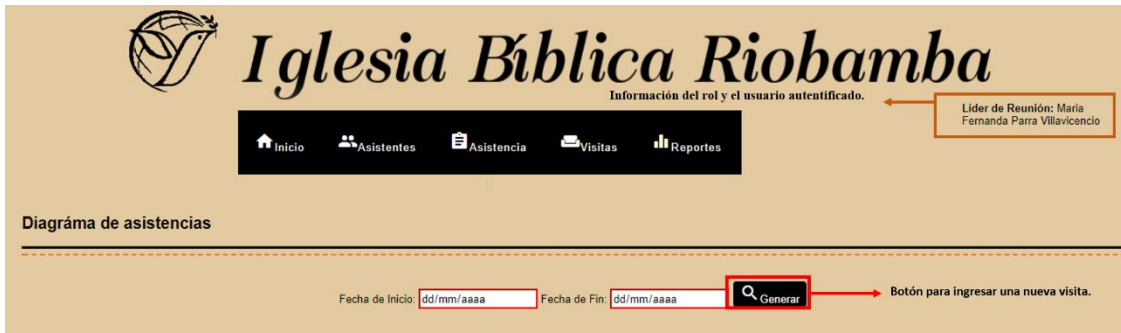 Iglesia Bíblica Riobamba
Información del rol y el usuario autentificado.
Líder de Reunión: Maria
Fernanda Parra Villavicencio
Inicio Asistentes Asistencia Visitas Reportes
Diagráma de asistencias
Fecha de Inicio: dd/mm/aaaa Fecha de Fin: dd/mm/aaaa Generar Botón para ingresar una nueva visita.